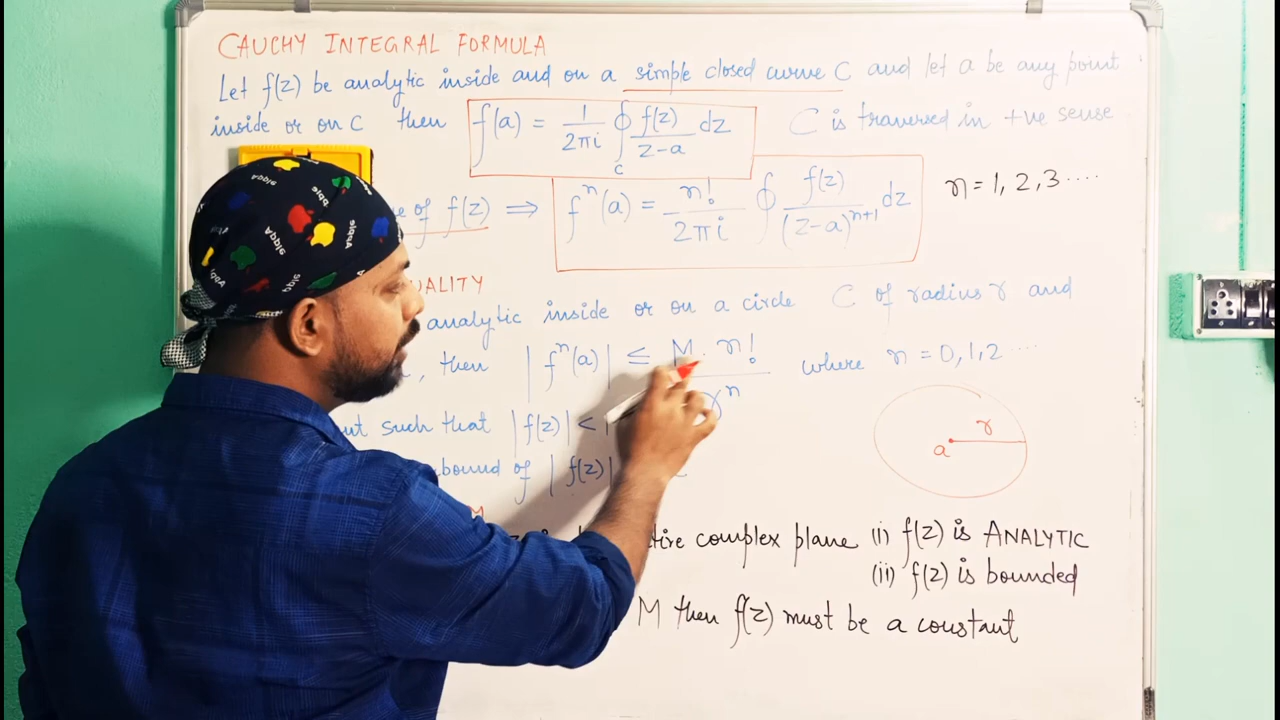 CAUCHY INTEGRAL FORMULA
Let f(z) be analytic inside and on a simple closed curve C and let a be any point
inside or on C then f(a) = 1/2πi ∮_C f(z)/z-a dz C is traversed in +ve sense
of f(z) ⇒ f^n(a) = n!/2πi ∮ f(z)/(z-a)^{n+1} dz n = 1, 2, 3 ....
analytic inside or on a circle C of radius r and
then |f^n(a)| ≤ M. n!/r^n where n = 0, 1, 2 ....
such that |f(z)| <
of |f(z)|
a r
complex plane (i) f(z) is ANALYTIC
(ii) f(z) is bounded
M then f(z) must be a constant